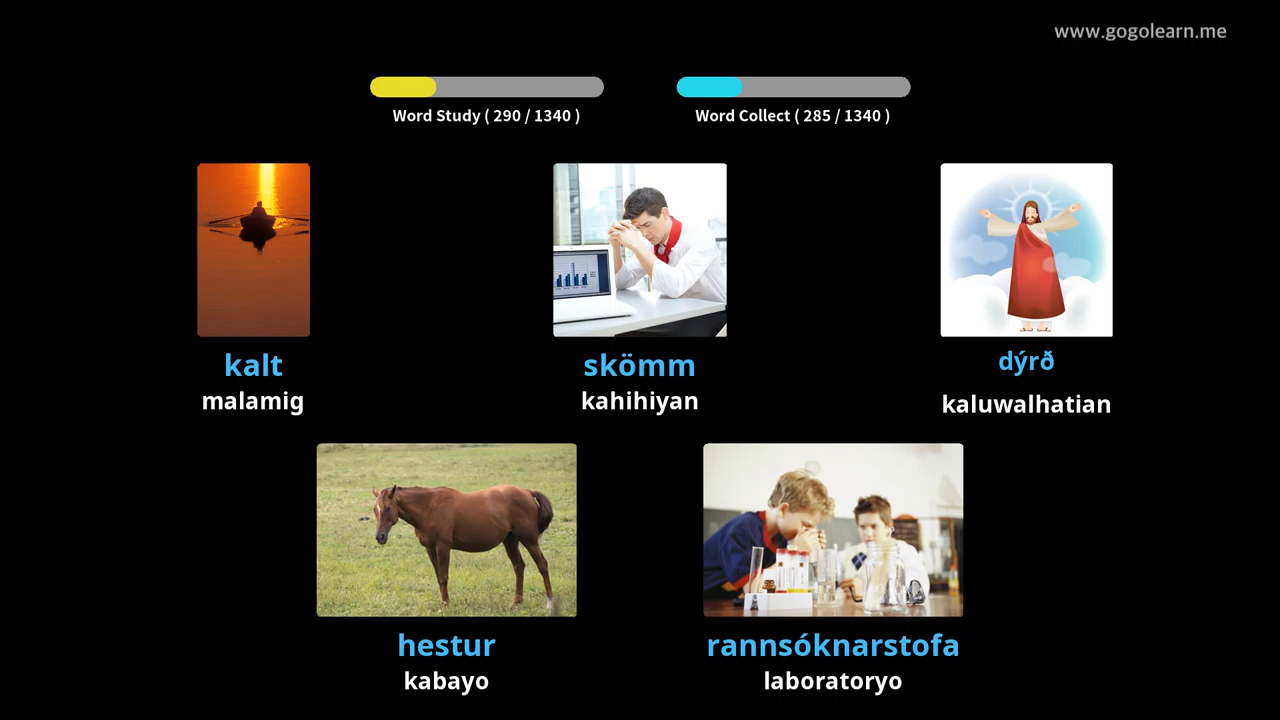 www.gogolearn.me
Word Study ( 290 / 1340 )
Word Collect ( 285 / 1340 )
kalt
malamig
skömm
kahihiyan
dýrð
kaluwalhatian
hestur
kabayo
rannsóknarstofa
laboratoryo